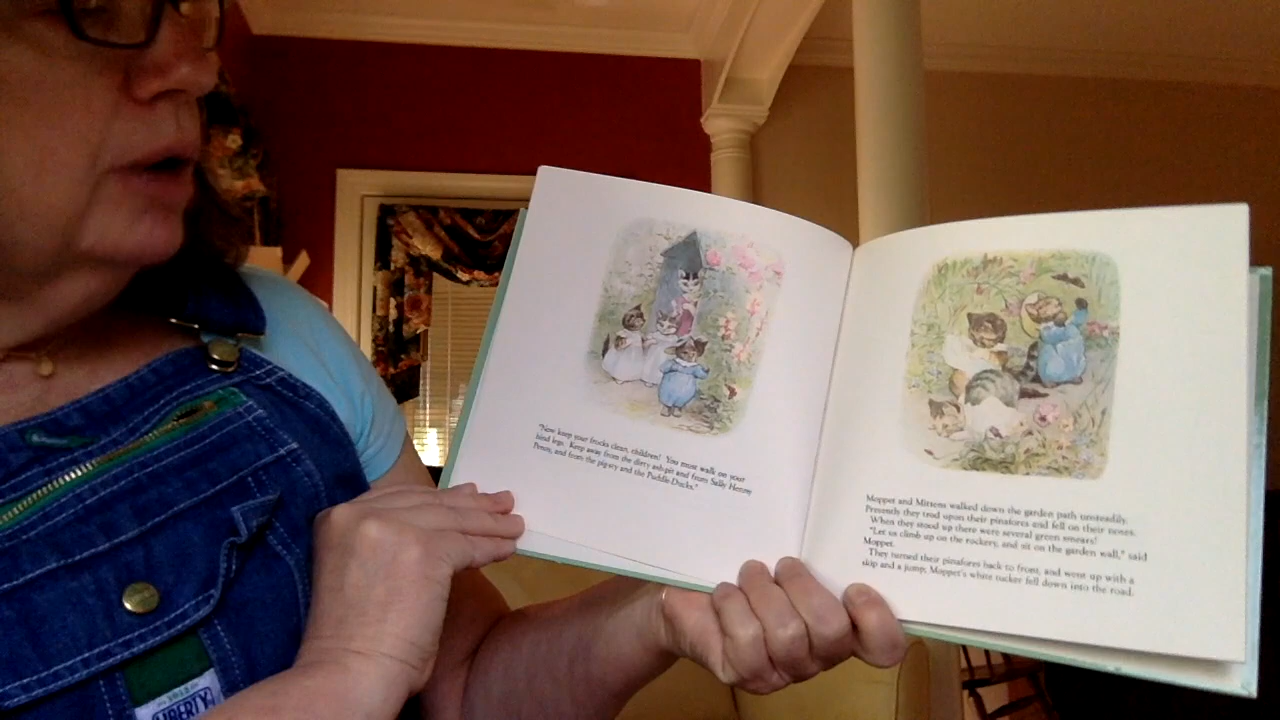 "Now keep your frocks clean, children! You must walk on your
hind legs. Keep away from the dirty ash-pit and from Sally Henny
Penny, and from the pig-sty and the Puddle-Ducks."
Moppet and Mittens walked down the garden path unsteadily.
Presently they trod upon their pinafores and fell on their noses.
When they stood up there were several green smears!
"Let us climb up on the rockery, and sit on the garden wall," said
Moppet.
They turned their pinafores back to front, and went up with a
skip and a jump; Moppet's white tucker fell down into the road.
LIBERTY